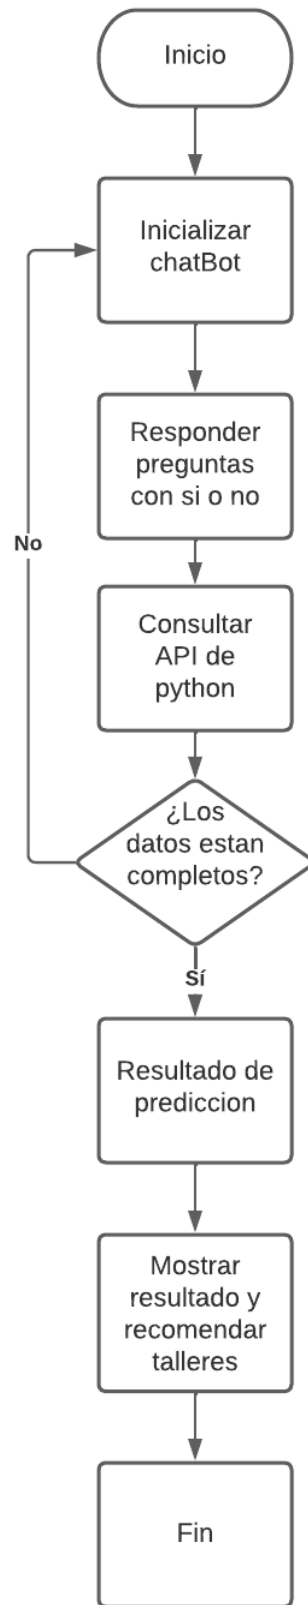 Inicio
Inicializar
chatBot
Responder
preguntas
con si o no
No
Consultar
API de
python
¿Los
datos estan
completos?
Sí
Resultado de
prediccion
Mostrar
resultado y
recomendar
talleres
Fin